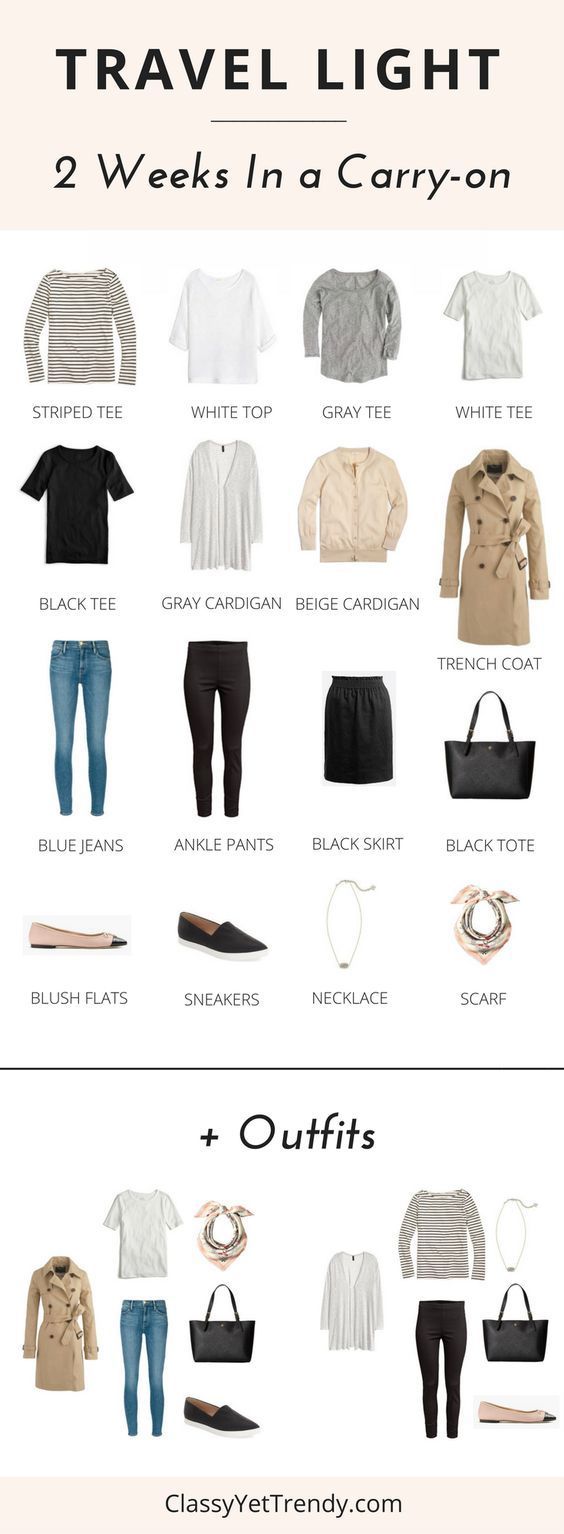 TRAVEL LIGHT
2 Weeks In a Carry-on
STRIPED TEE
WHITE TOP
GRAY TEE
WHITE TEE
BLACK TEE
GRAY CARDIGAN
BEIGE CARDIGAN
TRENCH COAT
BLUE JEANS
ANKLE PANTS
BLACK SKIRT
BLACK TOTE
BLUSH FLATS
SNEAKERS
NECKLACE
SCARF
+ Outfits
ClassyYetTrendy.com